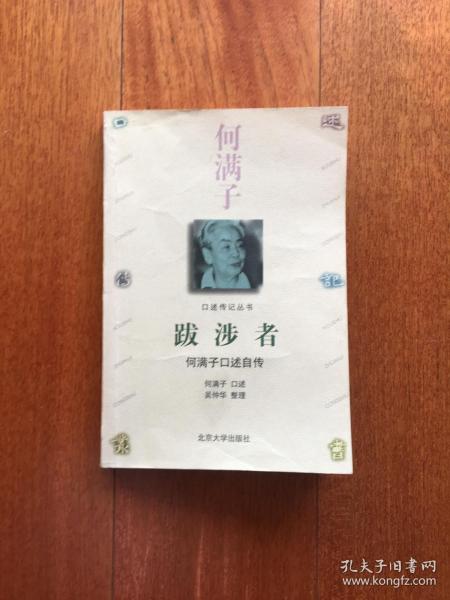 何满子
口
述
传
记
丛
书
口述传记丛书
跋涉者
何满子口述自传
何满子 口述
吴仲华 整理
北京大学出版社
孔夫子旧书网
www.kongfz.com